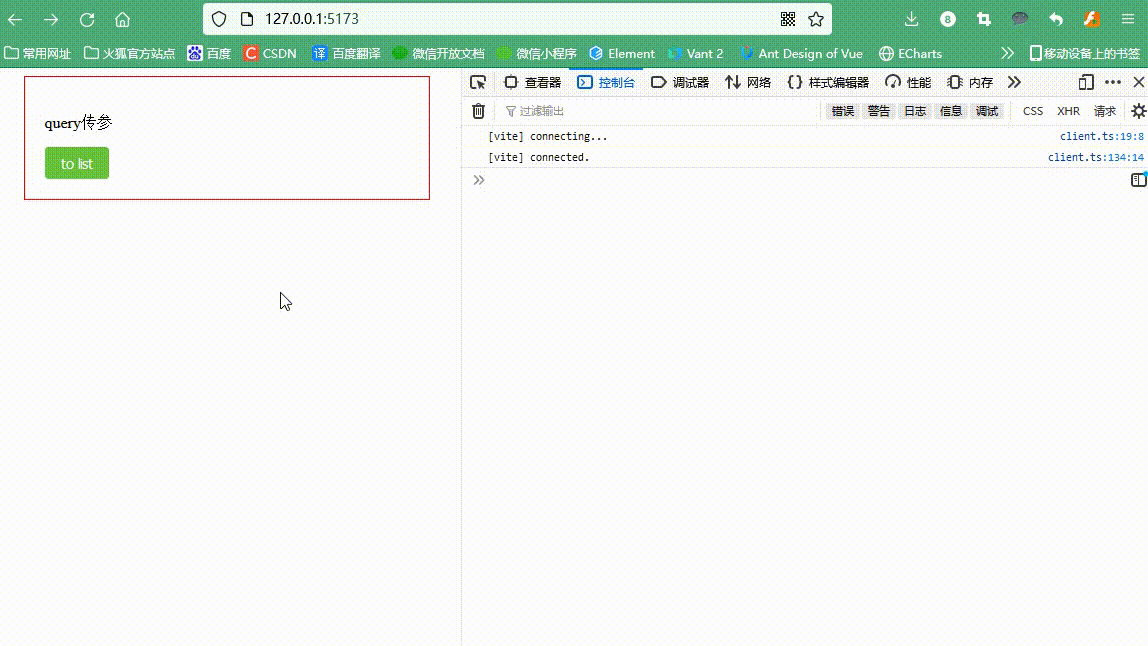 127.0.0.1:5173
8
常用网址 火狐官方站点 百度 C CSDN 译 百度翻译 微信开放文档 微信小程序 Element Vant 2 Ant Design of Vue ECharts 移动设备上的书签
查看器 控制台 调试器 网络 {} 样式编辑器 性能 内存
过滤输出 错误 警告 日志 信息 调试 CSS XHR 请求
query传参
to list
[vite] connecting... client.ts:19:8
[vite] connected. client.ts:134:14